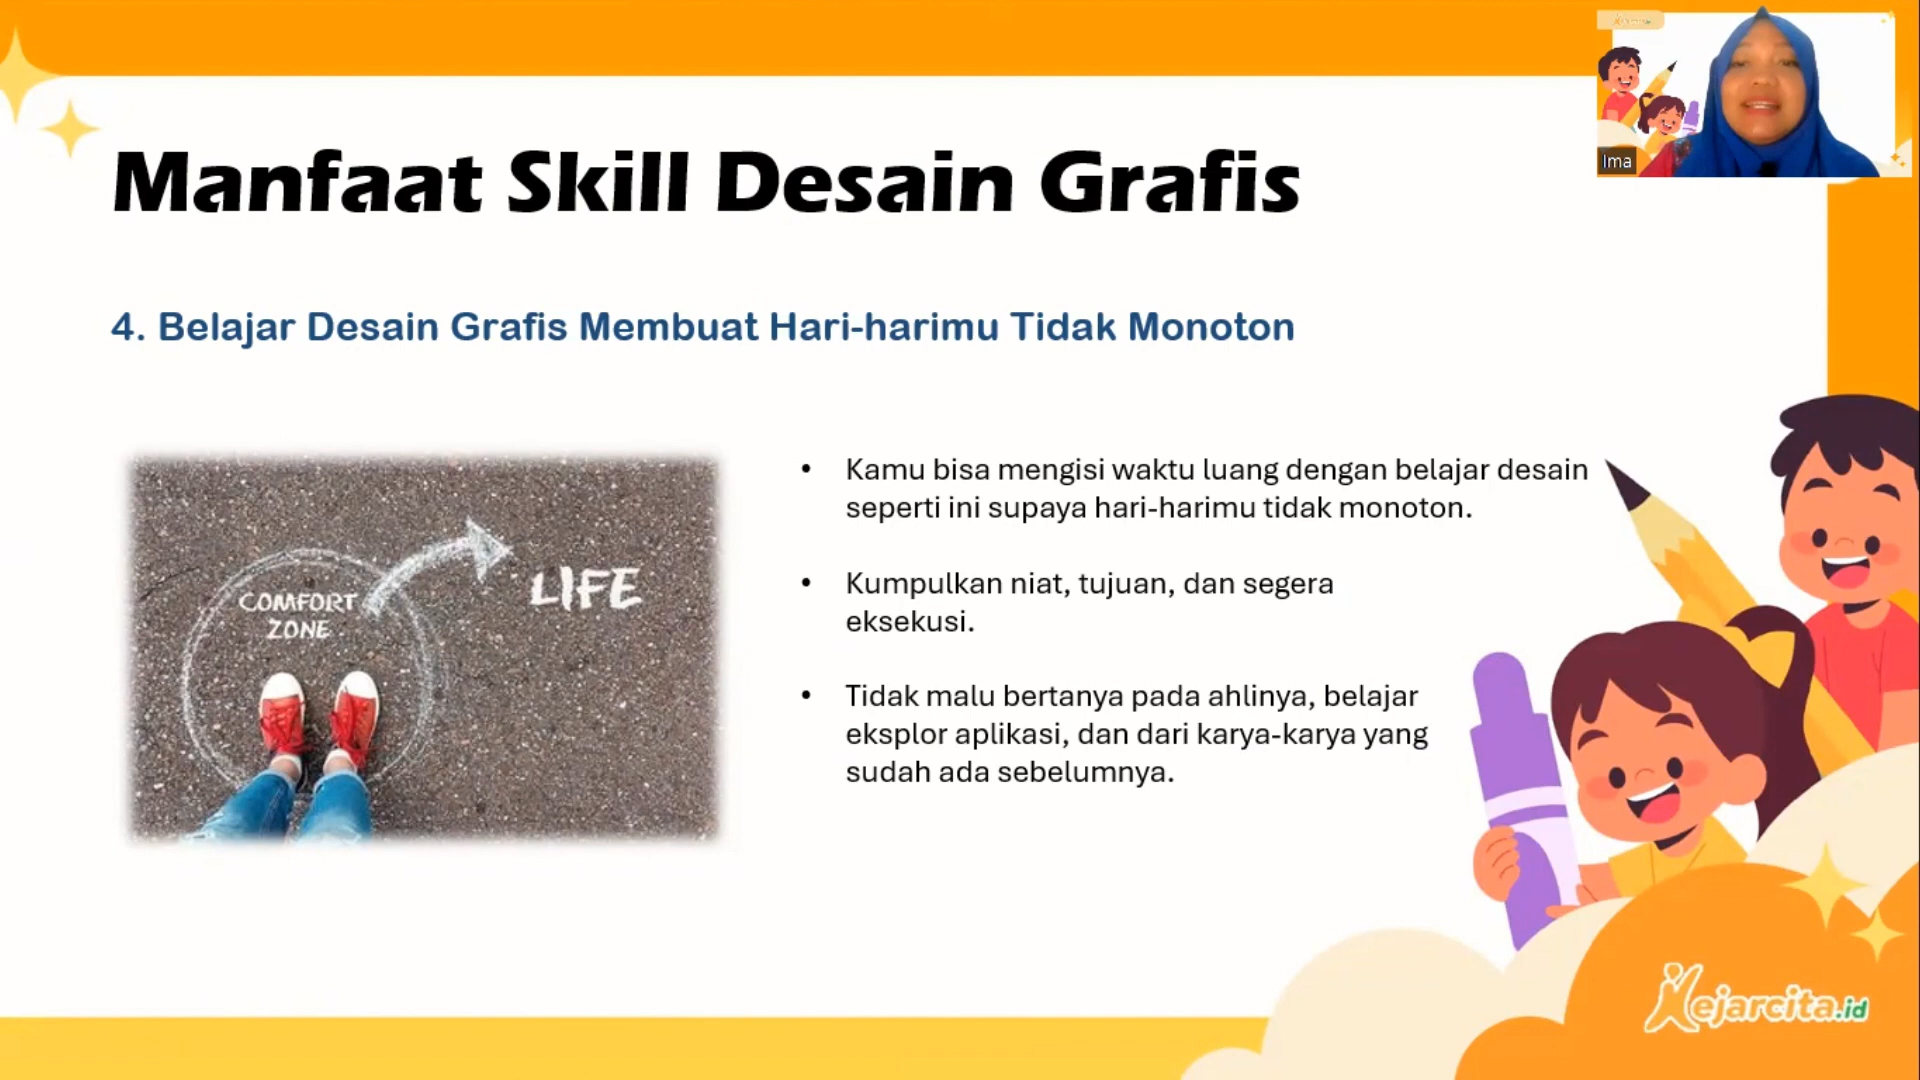 Manfaat Skill Desain Grafis
Ima
4. Belajar Desain Grafis Membuat Hari-harimu Tidak Monoton
COMFORT
ZONE
LIFE
• Kamu bisa mengisi waktu luang dengan belajar desain
seperti ini supaya hari-harimu tidak monoton.
• Kumpulkan niat, tujuan, dan segera
eksekusi.
• Tidak malu bertanya pada ahlinya, belajar
eksplor aplikasi, dan dari karya-karya yang
sudah ada sebelumnya.
Kejarcita.id